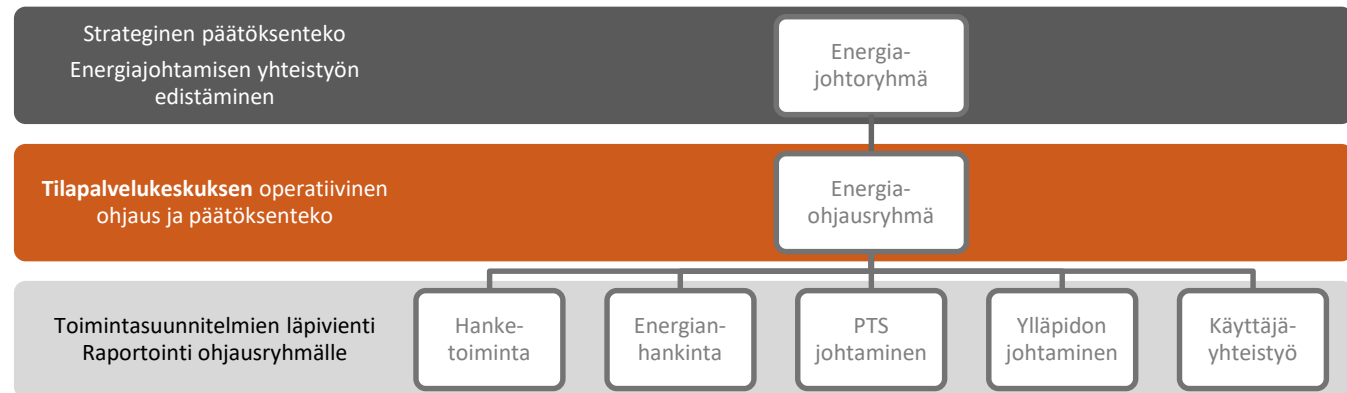 Strateginen päätöksenteko
Energiajohtamisen yhteistyön
edistäminen
Energia-
johtoryhmä
Tilapalvelukeskuksen operatiivinen
ohjaus ja päätöksenteko
Energia-
ohjausryhmä
Toimintasuunnitelmien läpivienti
Raportointi ohjausryhmälle
Hanke-
toiminta
Energian-
hankinta
PTS
johtaminen
Ylläpidon
johtaminen
Käyttäjä-
yhteistyö